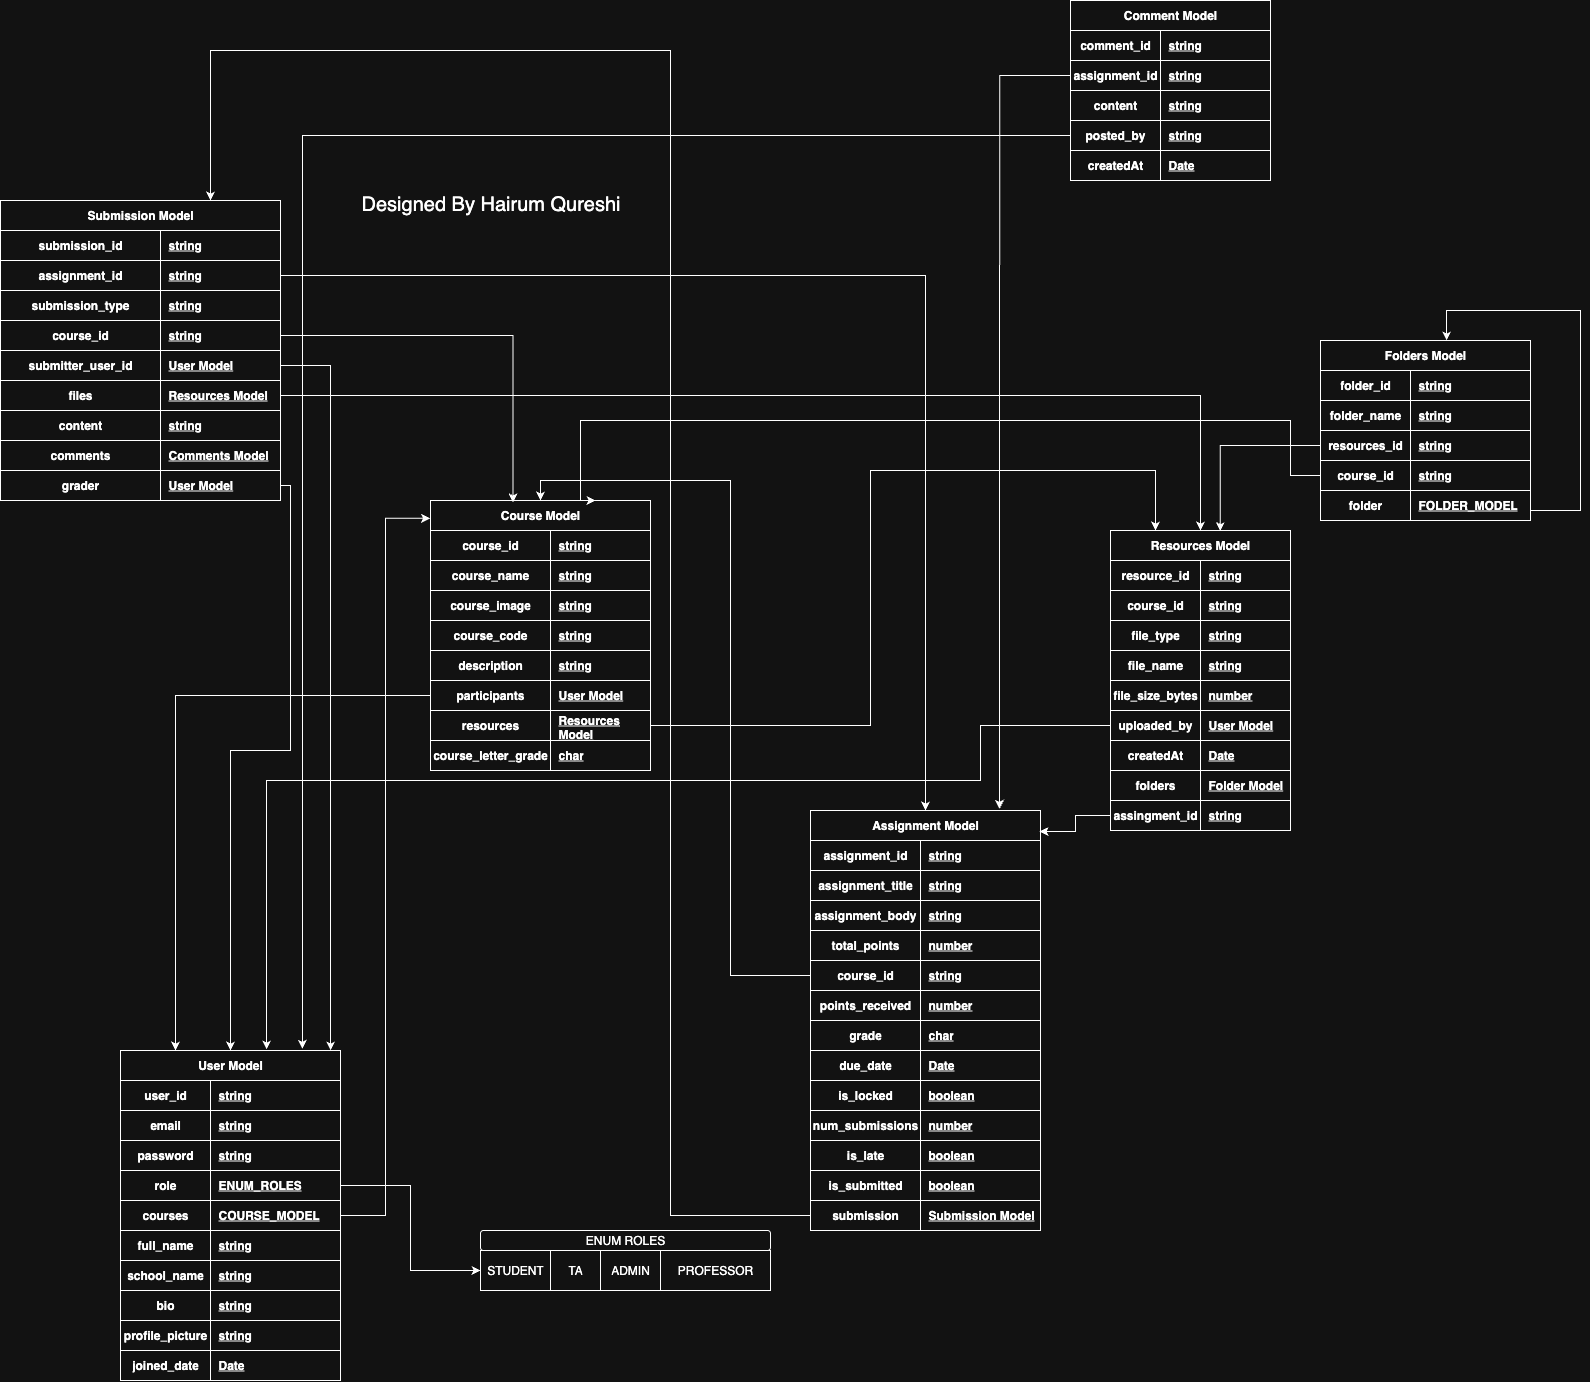 Comment Model
comment_id string
assignment_id string
content string
posted_by string
createdAt Date
Designed By Hairum Qureshi
Submission Model
submission_id string
assignment_id string
submission_type string
course_id string
submitter_user_id User Model
files Resources Model
content string
comments Comments Model
grader User Model
Folders Model
folder_id string
folder_name string
resources_id string
course_id string
folder FOLDER_MODEL
Course Model
course_id string
course_name string
course_image string
course_code string
description string
participants User Model
resources Resources
Model
course_letter_grade char
Resources Model
resource_id string
course_id string
file_type string
file_name string
file_size_bytes number
uploaded_by User Model
createdAt Date
folders Folder Model
assingment_id string
Assignment Model
assignment_id string
assignment_title string
assignment_body string
total_points number
course_id string
points_received number
grade char
due_date Date
is_locked boolean
num_submissions number
is_late boolean
is_submitted boolean
submission Submission Model
User Model
user_id string
email string
password string
role ENUM_ROLES
courses COURSE_MODEL
full_name string
school_name string
bio string
profile_picture string
joined_date Date
ENUM ROLES
STUDENT TA ADMIN PROFESSOR